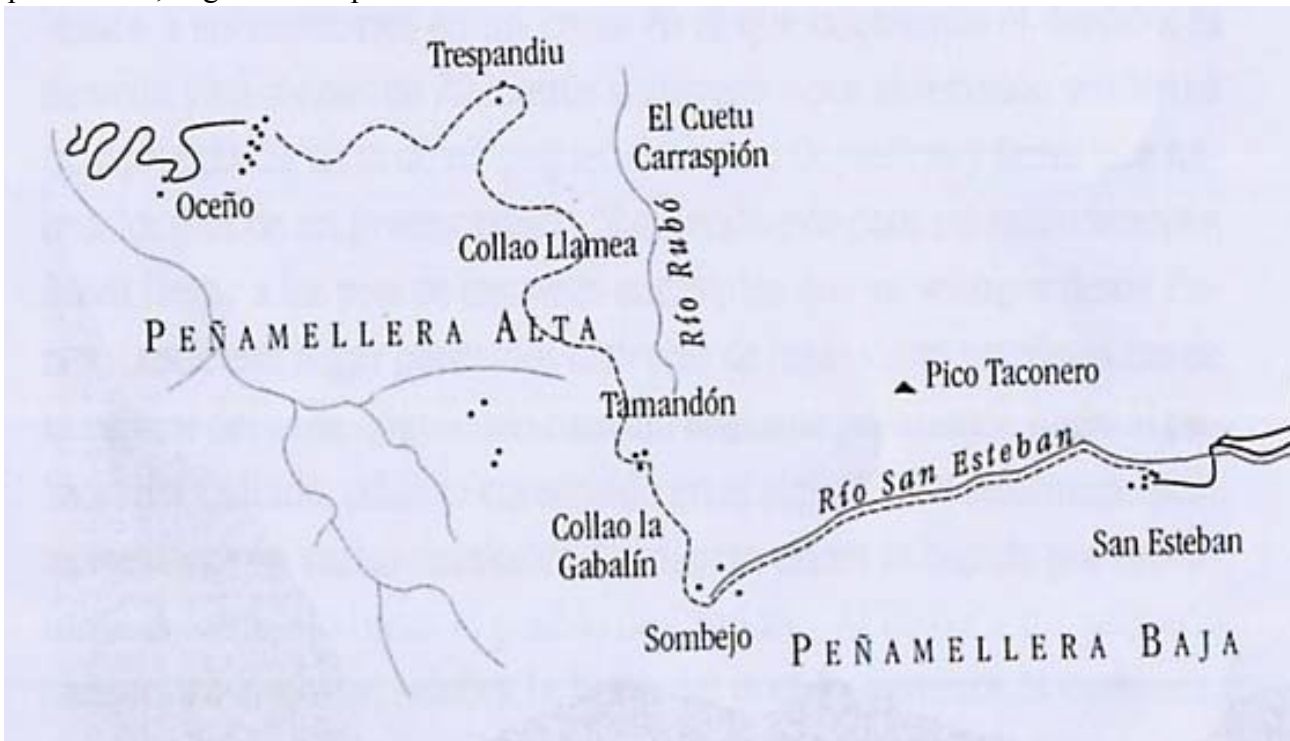 Trespandiu
El Cuetu
Carraspión
Oceño
Río Rubó
Collao Llamea
PEÑAMELLERA ALTA
Pico Taconero
Tamandón
Río San Esteban
Collao la
Gabalín
San Esteban
Sombejo
PEÑAMELLERA BAJA